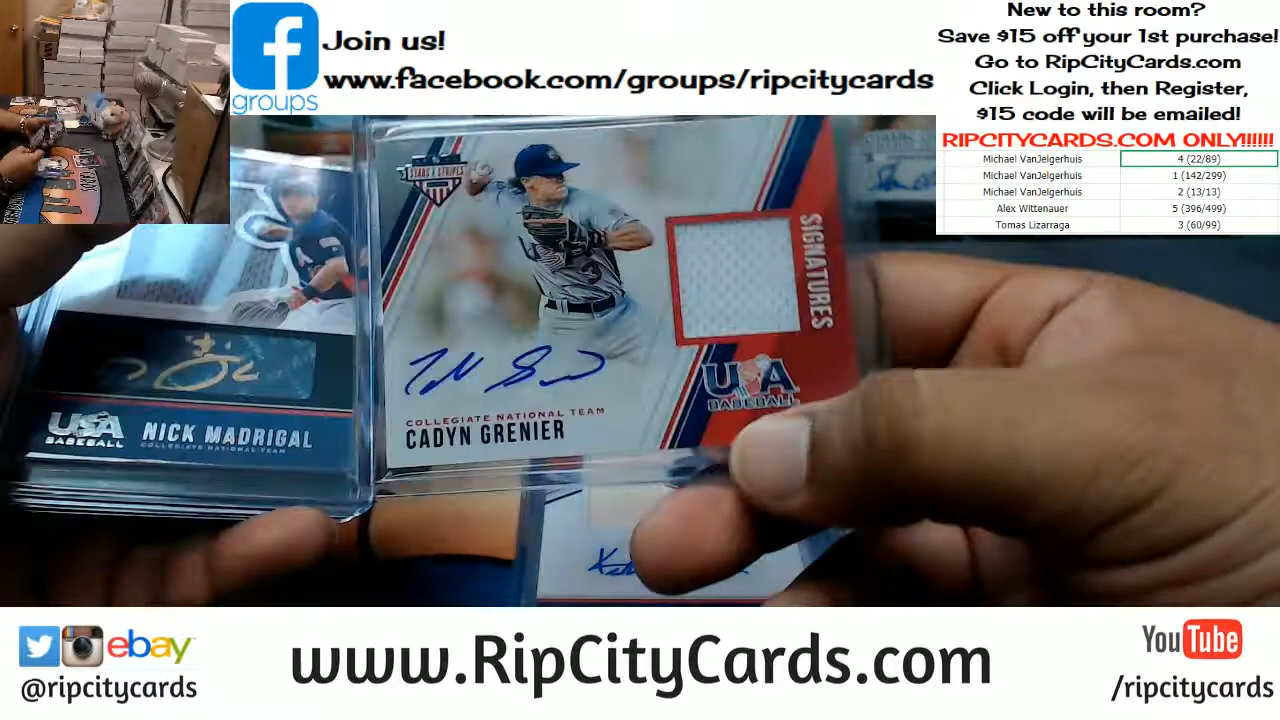 groups
Join us!
www.facebook.com/groups/ripcitycards
New to this room?
Save $15 off your 1st purchase!
Go to RipCityCards.com
Click Login, then Register,
$15 code will be emailed!
RIPCITYCARDS.COM ONLY!!!!!!
Michael VanJelgerhuis 4 (22/89)
Michael VanJelgerhuis 1 (142/299)
Michael VanJelgerhuis 2 (13/13)
Alex Wittenauer 5 (396/499)
Tomas Lizarraga 3 (60/99)
STARS & STRIPES
SIGNATURES
USA
BASEBALL
COLLEGIATE NATIONAL TEAM
CADYN GRENIER
USA
BASEBALL
NICK MADRIGAL
COLLEGIATE NATIONAL TEAM
ebay
@ripcitycards
www.RipCityCards.com
YouTube
/ripcitycards